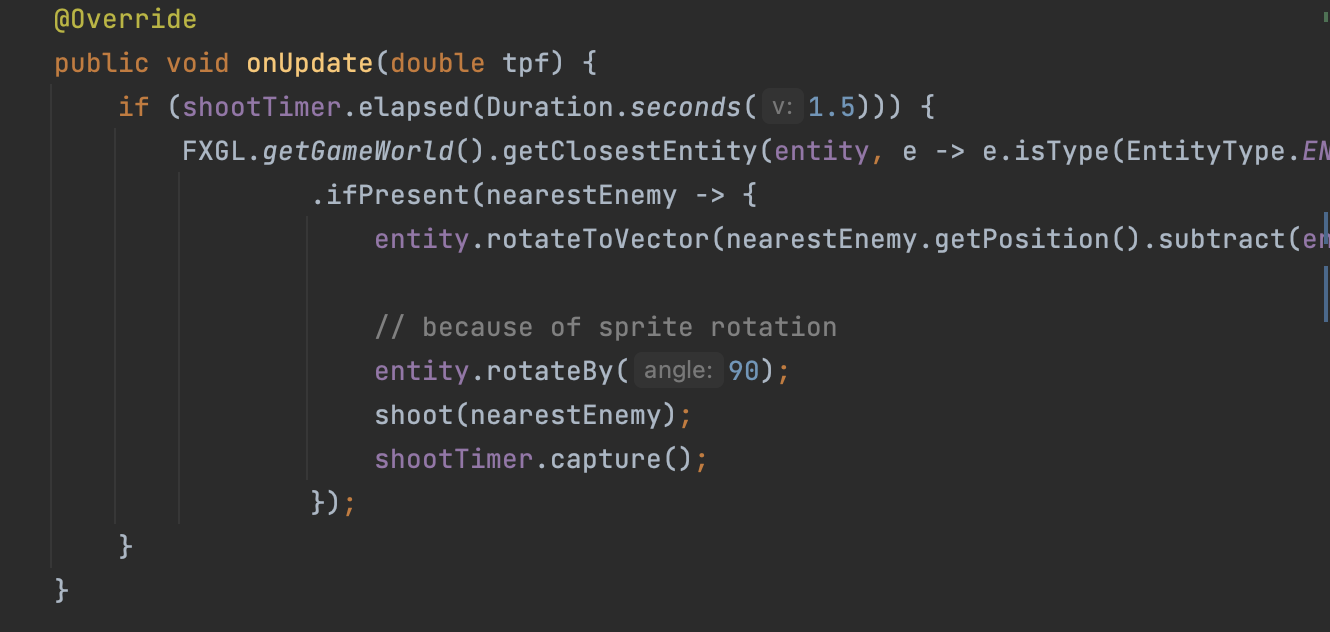 @Override
public void onUpdate(double tpf) {
if (shootTimer.elapsed(Duration.seconds( v: 1.5))) {
FXGL.getGameWorld().getClosestEntity(entity, e -> e.isType(EntityType.EN
.ifPresent(nearestEnemy -> {
entity.rotateToVector(nearestEnemy.getPosition().subtract(en
// because of sprite rotation
entity.rotateBy( angle: 90);
shoot(nearestEnemy);
shootTimer.capture();
});
}
}